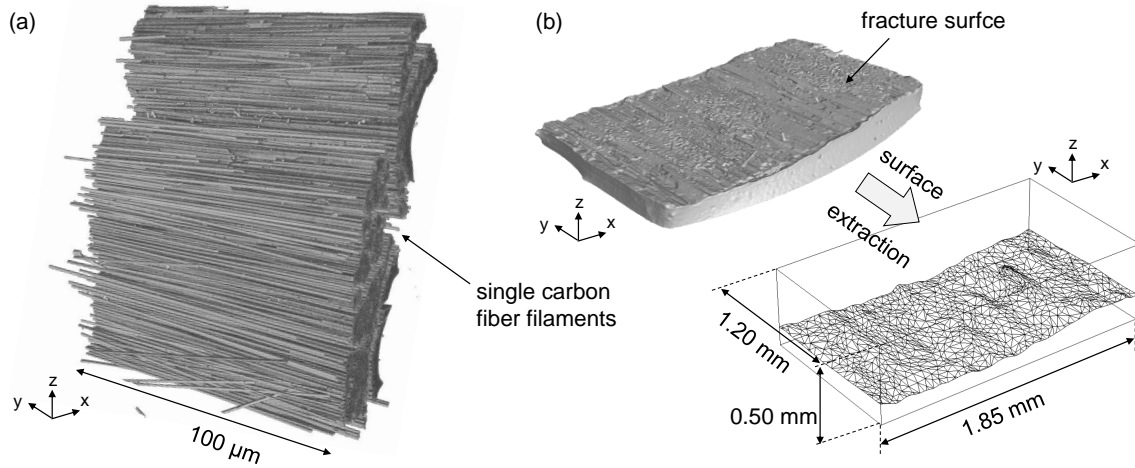 (a)
single carbon
fiber filaments
z
y
x
100 µm
(b)
fracture surfce
z
y
x
surface
extraction
z
y
x
1.20 mm
0.50 mm
1.85 mm